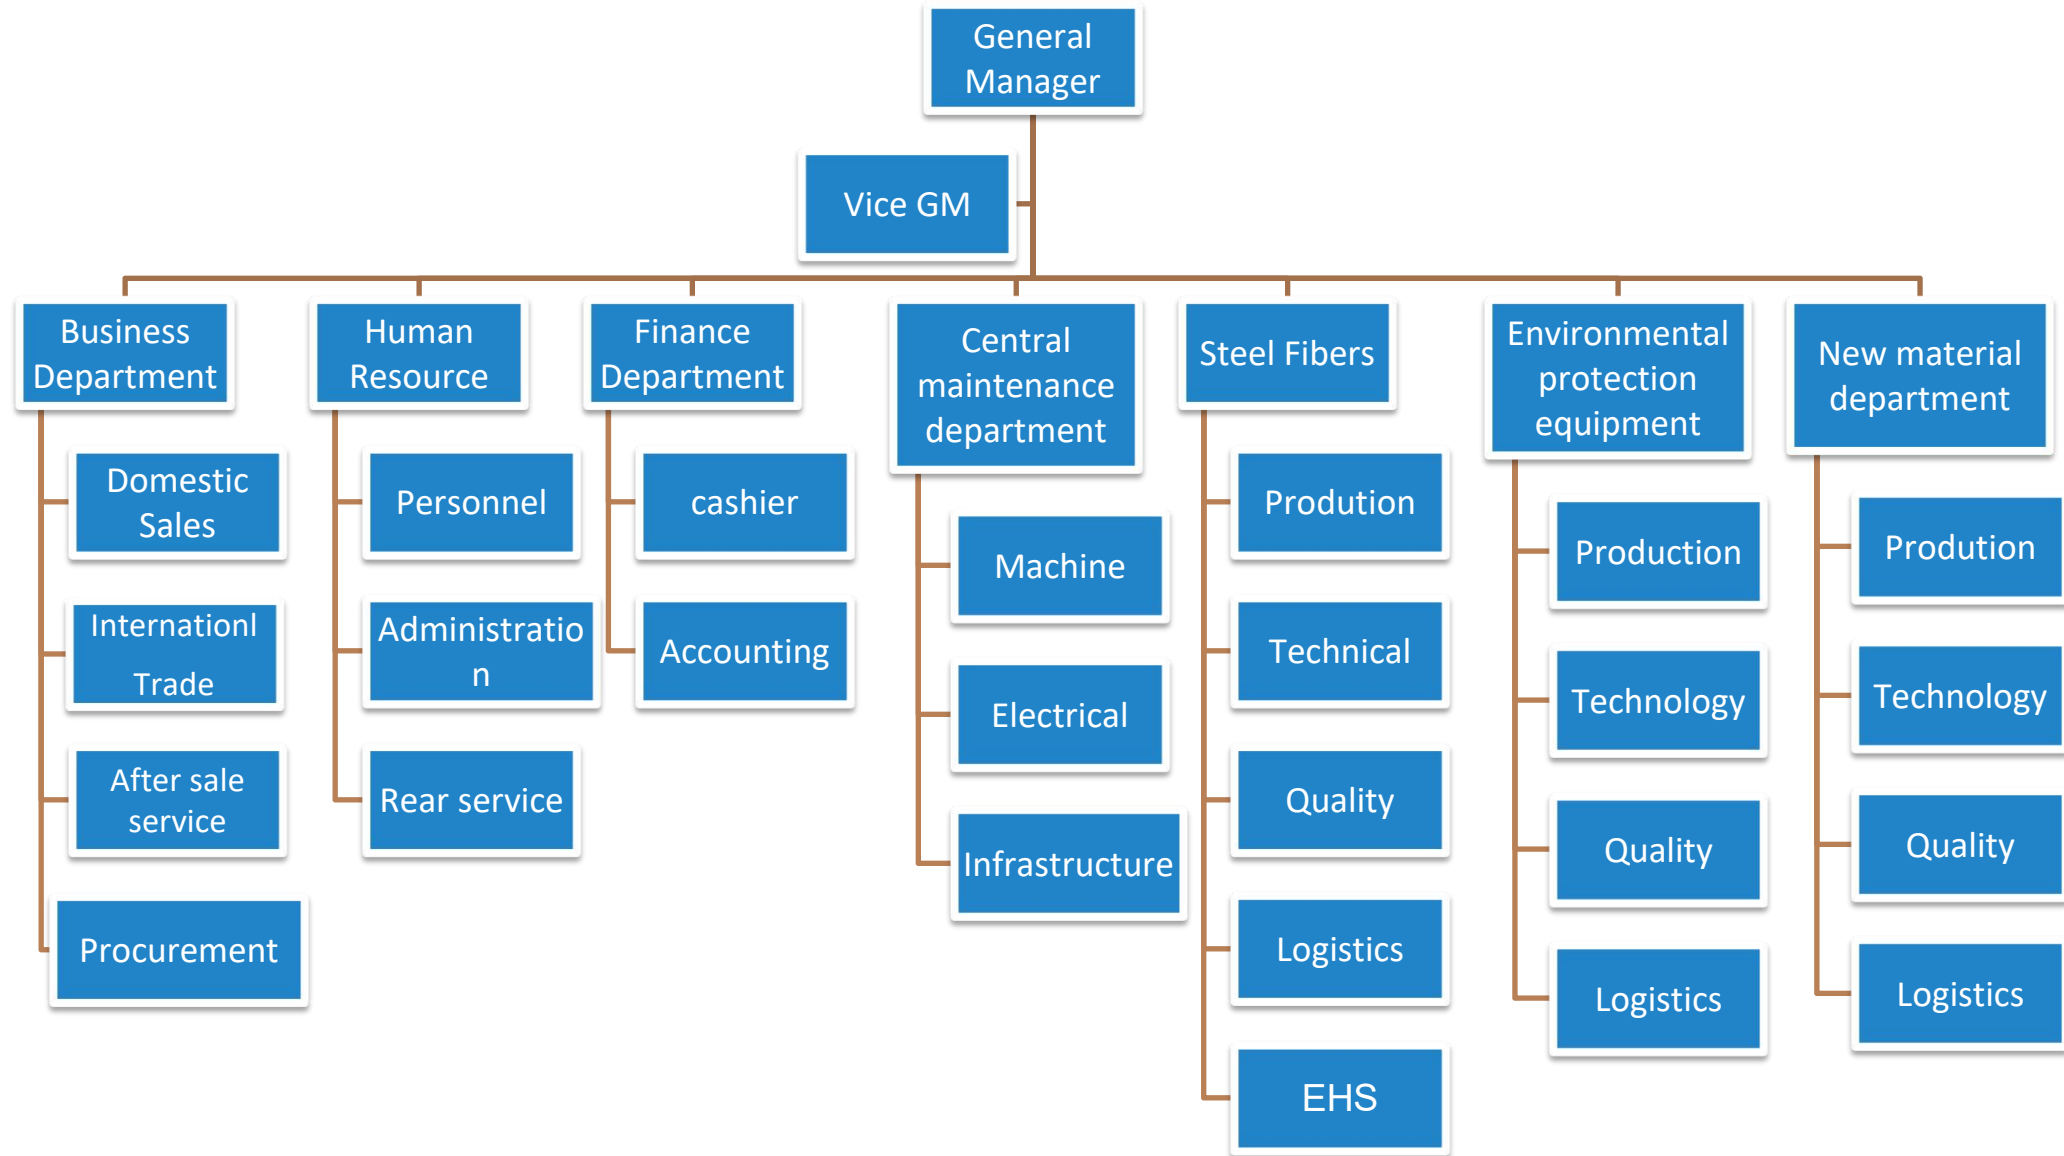 General
Manager
Vice GM
Business
Department
Human
Resource
Finance
Department
Central
maintenance
department
Steel Fibers
Environmental
protection
equipment
New material
department
Domestic
Sales
Internationl
Trade
After sale
service
Procurement
Personnel
Administratio
n
Rear service
cashier
Accounting
Machine
Electrical
Infrastructure
Prodution
Technical
Quality
Logistics
EHS
Production
Technology
Quality
Logistics
Prodution
Technology
Quality
Logistics